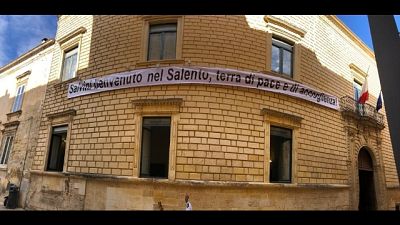 Salvini benvenuto nel Salento, terra di pace e di accoglienza!